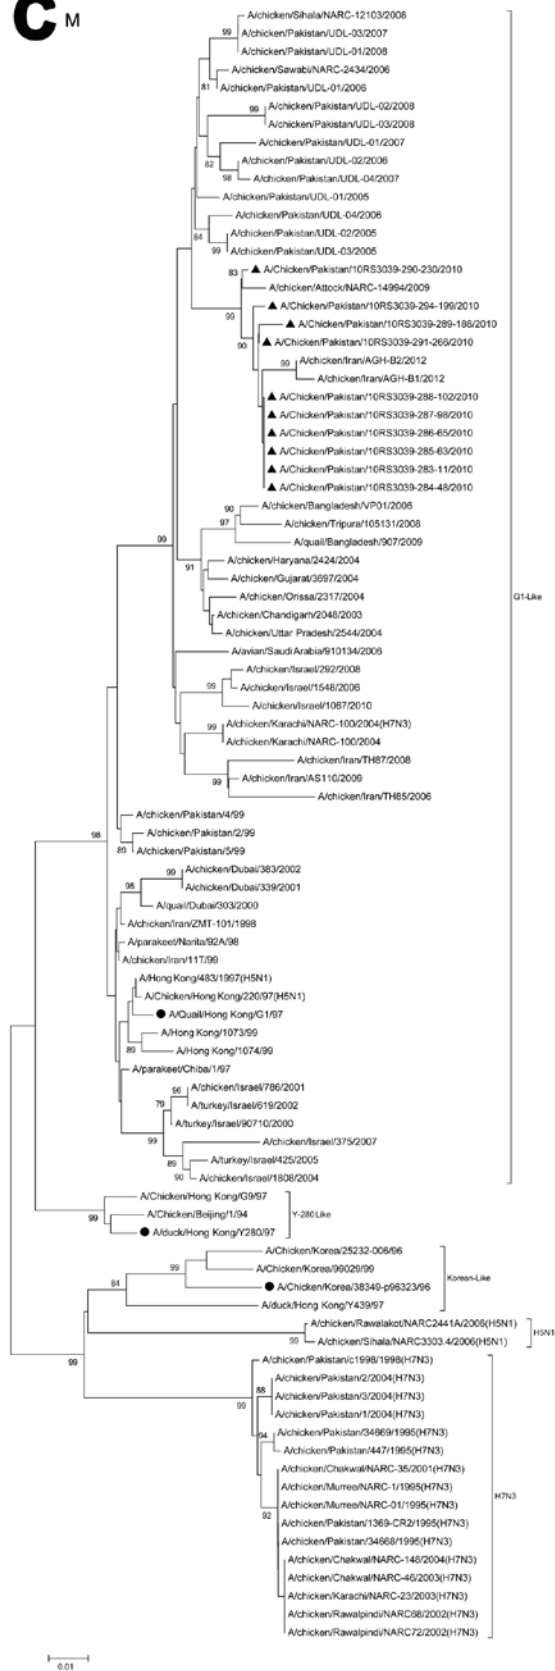 C M
A/chicken/Sihala/NARC-12103/2008
99
A/chicken/Pakistan/UDL-03/2007
A/chicken/Pakistan/UDL-01/2008
A/chicken/Sawabi/NARC-2434/2006
81
A/chicken/Pakistan/UDL-01/2006
A/chicken/Pakistan/UDL-02/2008
99
A/chicken/Pakistan/UDL-03/2008
A/chicken/Pakistan/UDL-01/2007
82
A/chicken/Pakistan/UDL-02/2006
98
A/chicken/Pakistan/UDL-04/2007
A/chicken/Pakistan/UDL-01/2005
A/chicken/Pakistan/UDL-04/2006
84
A/chicken/Pakistan/UDL-02/2005
99
A/chicken/Pakistan/UDL-03/2005
83
A/Chicken/Pakistan/10RS3039-290-230/2010
A/chicken/Attock/NARC-14994/2009
99
A/Chicken/Pakistan/10RS3039-294-199/2010
A/Chicken/Pakistan/10RS3039-289-186/2010
90
A/Chicken/Pakistan/10RS3039-291-266/2010
99
A/chicken/Iran/AGH-B2/2012
A/chicken/Iran/AGH-B1/2012
A/Chicken/Pakistan/10RS3039-288-102/2010
A/Chicken/Pakistan/10RS3039-287-98/2010
A/Chicken/Pakistan/10RS3039-286-65/2010
A/Chicken/Pakistan/10RS3039-285-63/2010
A/Chicken/Pakistan/10RS3039-283-11/2010
A/Chicken/Pakistan/10RS3039-284-48/2010
90
A/chicken/Bangladesh/VP01/2006
97
A/chicken/Tripura/105131/2008
99
A/quail/Bangladesh/907/2009
91
A/chicken/Haryana/2424/2004
A/chicken/Gujarat/3697/2004
A/chicken/Orissa/2317/2004
G1-Like
A/chicken/Chandigarh/2048/2003
A/chicken/Uttar Pradesh/2544/2004
A/avian/Saudi Arabia/910134/2006
A/chicken/Israel/292/2008
99
A/chicken/Israel/1548/2006
A/chicken/Israel/1067/2010
99
A/chicken/Karachi/NARC-100/2004(H7N3)
A/chicken/Karachi/NARC-100/2004
A/chicken/Iran/TH87/2008
99
A/chicken/Iran/AS110/2009
A/chicken/Iran/TH85/2006
A/chicken/Pakistan/4/99
98
A/chicken/Pakistan/2/99
89
A/chicken/Pakistan/5/99
99
A/chicken/Dubai/383/2002
98
A/chicken/Dubai/339/2001
A/quail/Dubai/303/2000
A/chicken/Iran/ZMT-101/1998
A/parakeet/Narita/92A/98
A/chicken/Iran/11T/99
A/Hong Kong/483/1997(H5N1)
A/Chicken/Hong Kong/220/97(H5N1)
A/Quail/Hong Kong/G1/97
A/Hong Kong/1073/99
89
A/Hong Kong/1074/99
A/parakeet/Chiba/1/97
96
A/chicken/Israel/786/2001
79
A/turkey/Israel/619/2002
A/turkey/Israel/90710/2000
99
A/chicken/Israel/375/2007
89
A/turkey/Israel/425/2005
90
A/chicken/Israel/1808/2004
A/Chicken/Hong Kong/G9/97
99
A/Chicken/Beijing/1/94
Y-280 Like
A/duck/Hong Kong/Y280/97
A/Chicken/Korea/25232-006/96
99
A/Chicken/Korea/99029/99
84
A/Chicken/Korea/38349-p96323/96
Korean-Like
A/duck/Hong Kong/Y439/97
A/chicken/Rawalakot/NARC2441A/2006(H5N1)
99
A/chicken/Sihala/NARC3303.4/2006(H5N1)
H5N1
99
A/chicken/Pakistan/c1998/1998(H7N3)
A/chicken/Pakistan/2/2004(H7N3)
88
A/chicken/Pakistan/3/2004(H7N3)
99
A/chicken/Pakistan/1/2004(H7N3)
94
A/chicken/Pakistan/34669/1995(H7N3)
A/chicken/Pakistan/447/1995(H7N3)
A/chicken/Chakwal/NARC-35/2001(H7N3)
A/chicken/Murree/NARC-1/1995(H7N3)
H7N3
A/chicken/Murree/NARC-01/1995(H7N3)
92
A/chicken/Pakistan/1369-CR2/1995(H7N3)
A/chicken/Pakistan/34668/1995(H7N3)
A/chicken/Chakwal/NARC-148/2004(H7N3)
A/chicken/Chakwal/NARC-46/2003(H7N3)
A/chicken/Karachi/NARC-23/2003(H7N3)
A/chicken/Rawalpindi/NARC68/2002(H7N3)
A/chicken/Rawalpindi/NARC72/2002(H7N3)
0.01